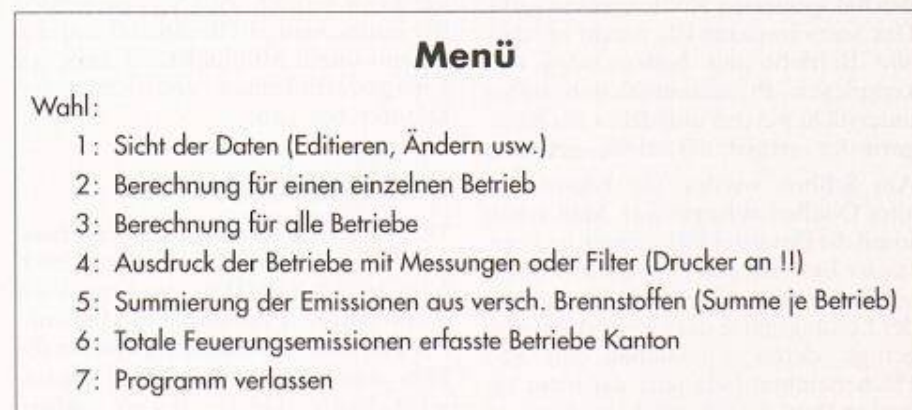 Menü
Wahl:
1: Sicht der Daten (Editieren, Ändern usw.)
2: Berechnung für einen einzelnen Betrieb
3: Berechnung für alle Betriebe
4: Ausdruck der Betriebe mit Messungen oder Filter (Drucker an !!)
5: Summierung der Emissionen aus versch. Brennstoffen (Summe je Betrieb)
6: Totale Feuerungsemissionen erfasste Betriebe Kanton
7: Programm verlassen